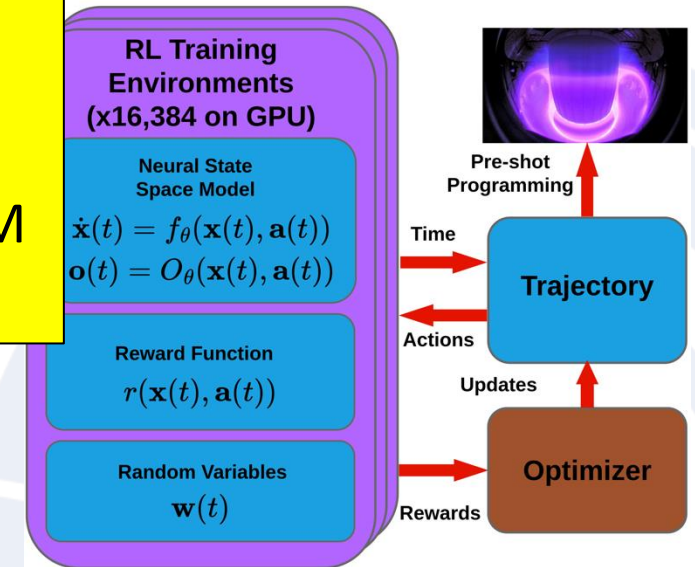 RL Training
Environments
(x16,384 on GPU)
Neural State
Space Model
ẋ(t) = f_θ(x(t), a(t))
o(t) = O_θ(x(t), a(t))
Reward Function
r(x(t), a(t))
Random Variables
w(t)
M
Time
Actions
Rewards
Pre-shot
Programming
Trajectory
Updates
Optimizer